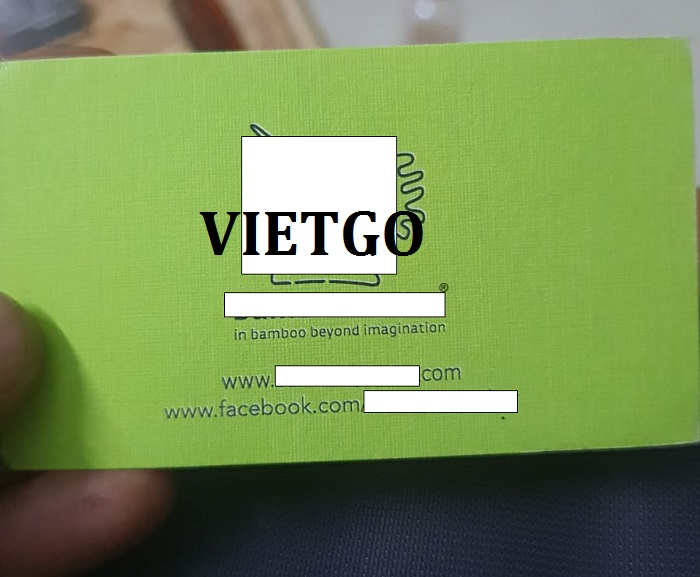 VIETGO
®
in bamboo beyond imagination
www. com
www.facebook.com/